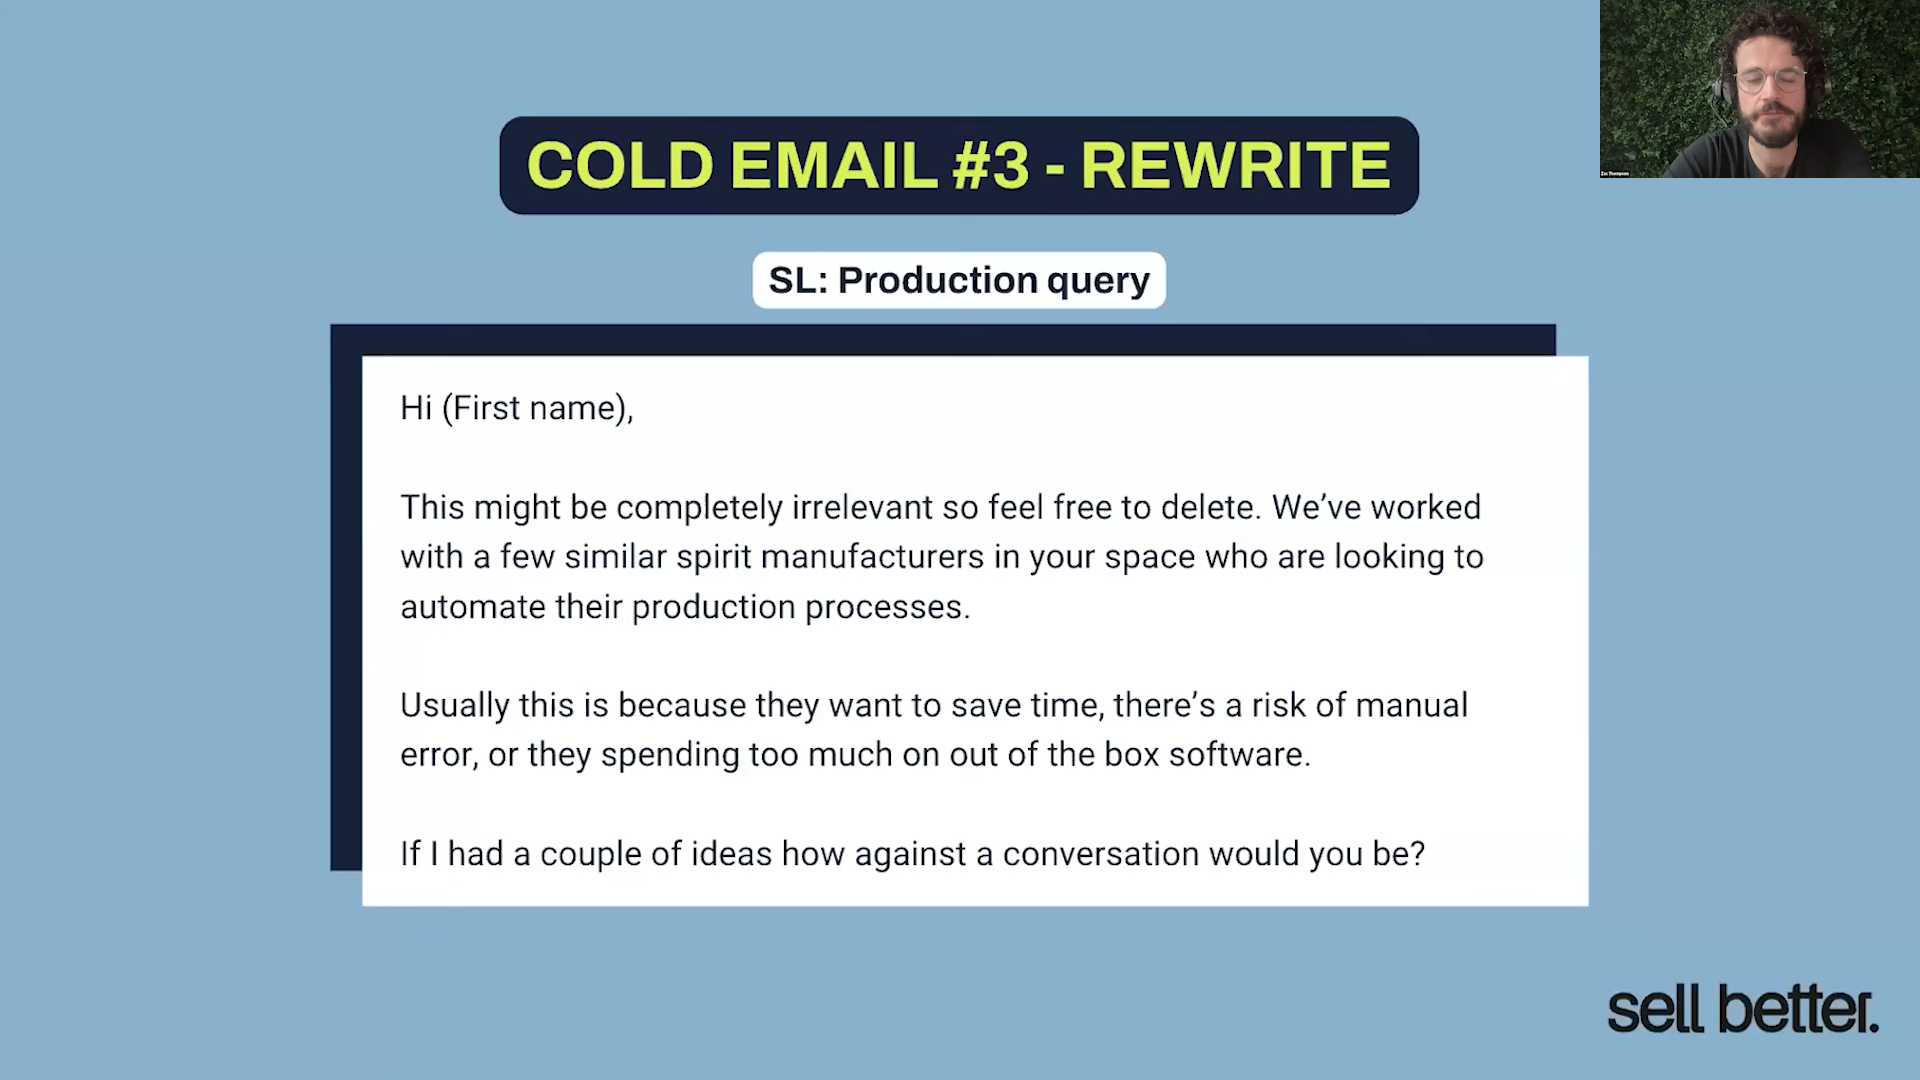 COLD EMAIL #3 - REWRITE
SL: Production query
Hi (First name),
This might be completely irrelevant so feel free to delete. We’ve worked
with a few similar spirit manufacturers in your space who are looking to
automate their production processes.
Usually this is because they want to save time, there’s a risk of manual
error, or they spending too much on out of the box software.
If I had a couple of ideas how against a conversation would you be?
Zac Thompson
sell better.